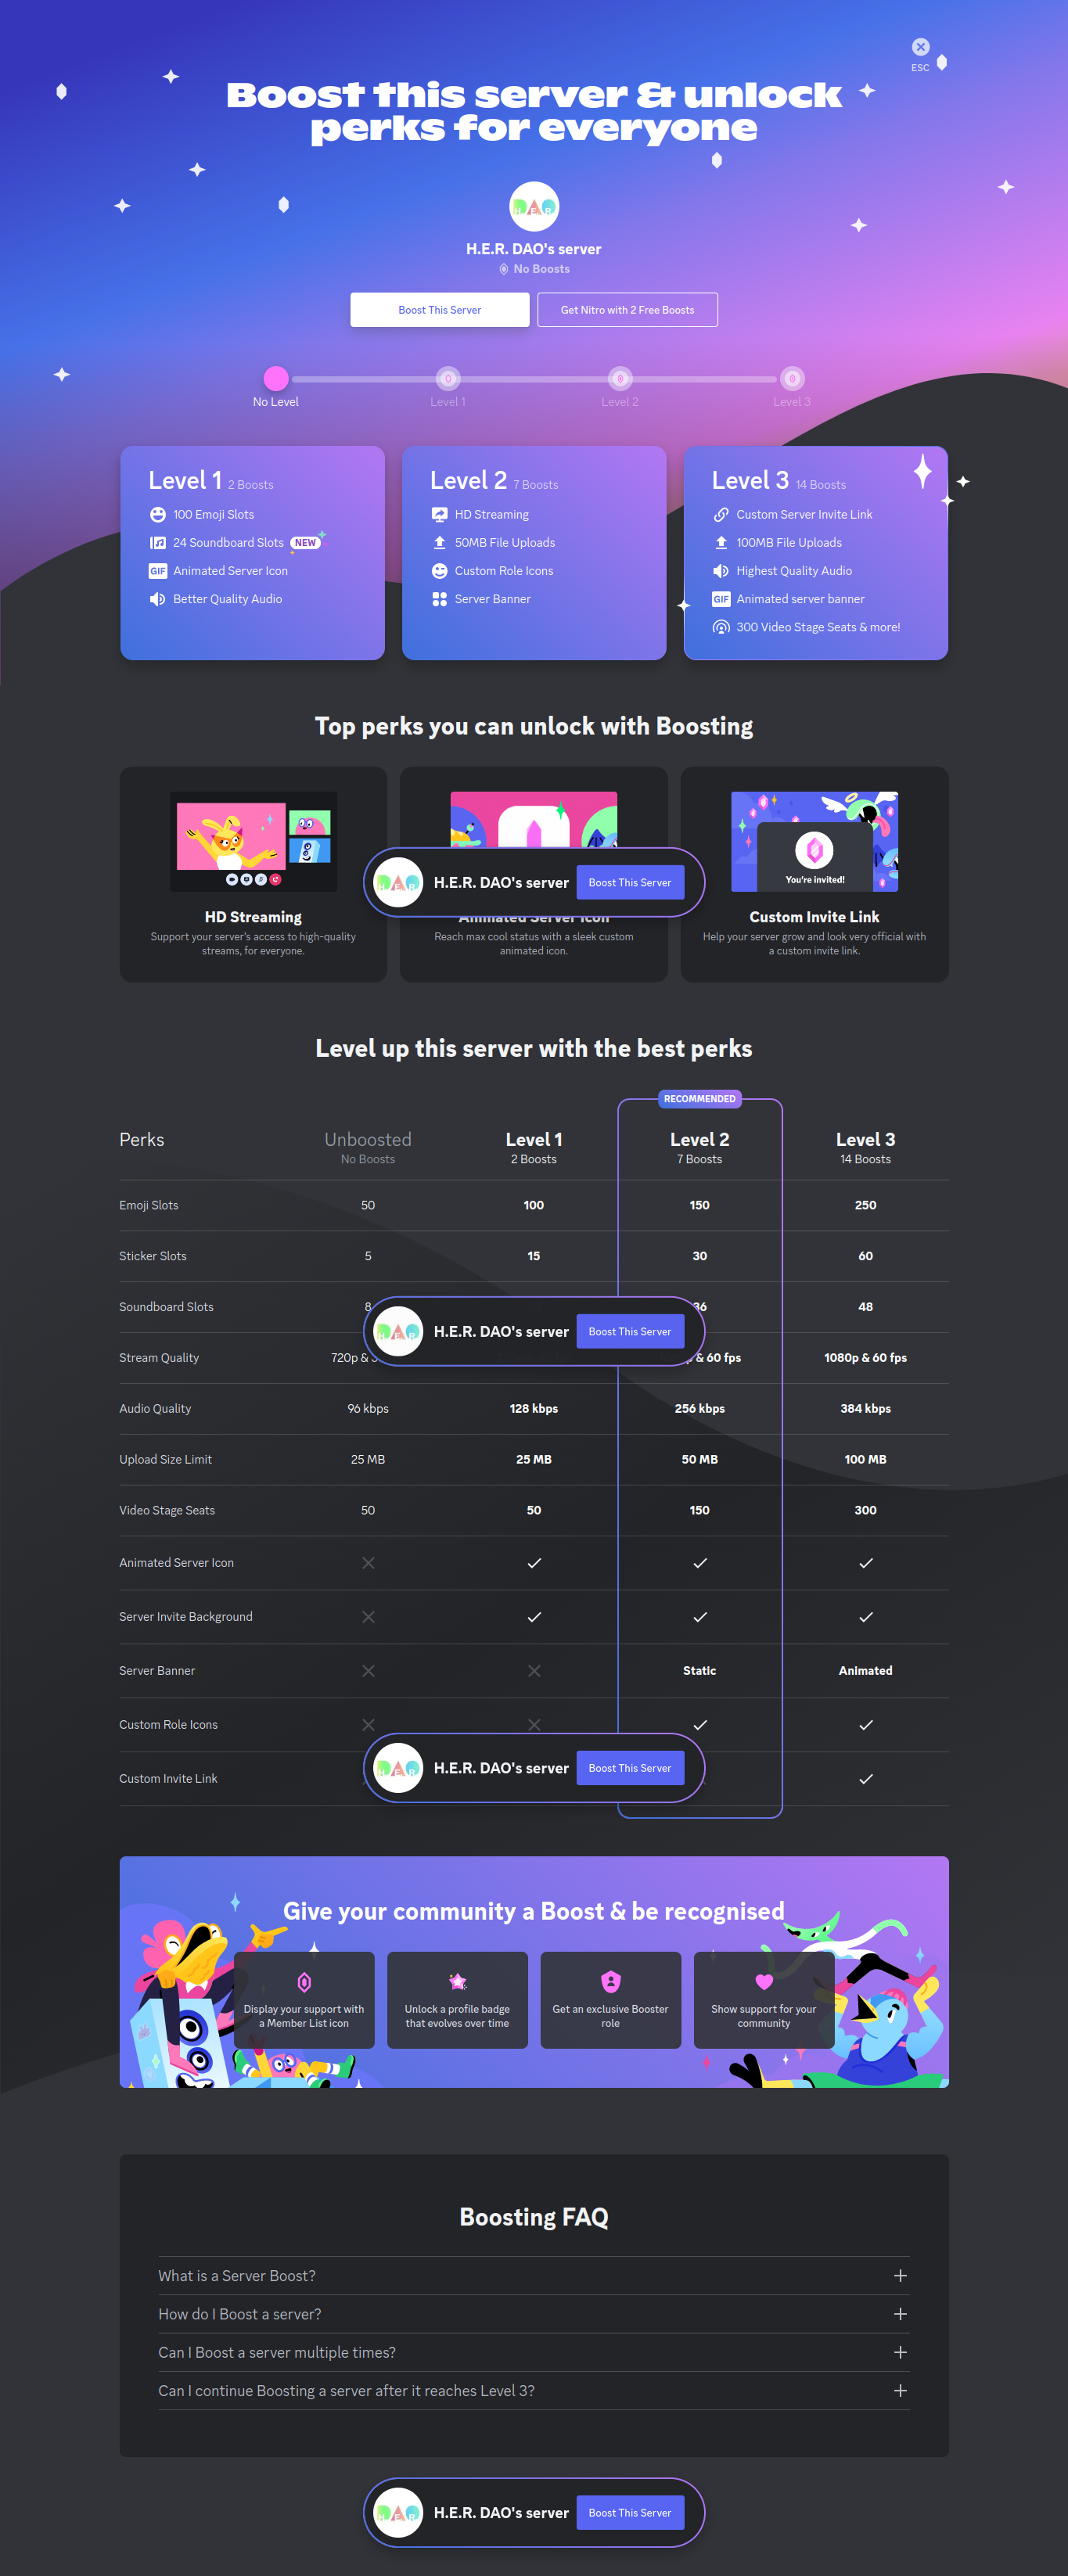 ESC
Boost this server & unlock
perks for everyone
H.E.R.
H.E.R. DAO's server
No Boosts
Boost This Server
Get Nitro with 2 Free Boosts
No Level
Level 1
Level 2
Level 3
Level 1 2 Boosts
100 Emoji Slots
24 Soundboard Slots NEW
GIF Animated Server Icon
Better Quality Audio
Level 2 7 Boosts
HD Streaming
50MB File Uploads
Custom Role Icons
Server Banner
Level 3 14 Boosts
Custom Server Invite Link
100MB File Uploads
Highest Quality Audio
GIF Animated server banner
300 Video Stage Seats & more!
Top perks you can unlock with Boosting
HD Streaming
Support your server's access to high-quality
streams, for everyone.
H.E.R. DAO's server Boost This Server
Animated Server Icon
Reach max cool status with a sleek custom
animated icon.
You're invited!
Custom Invite Link
Help your server grow and look very official with
a custom invite link.
Level up this server with the best perks
RECOMMENDED
Perks Unboosted Level 1 Level 2 Level 3
No Boosts 2 Boosts 7 Boosts 14 Boosts
Emoji Slots 50 100 150 250
Sticker Slots 5 15 30 60
Soundboard Slots 8 36 48
H.E.R. DAO's server Boost This Server
Stream Quality 720p & & 60 fps 1080p & 60 fps
Audio Quality 96 kbps 128 kbps 256 kbps 384 kbps
Upload Size Limit 25 MB 25 MB 50 MB 100 MB
Video Stage Seats 50 50 150 300
Animated Server Icon
Server Invite Background
Server Banner Static Animated
Custom Role Icons
H.E.R. DAO's server Boost This Server
Custom Invite Link
Give your community a Boost & be recognised
Display your support with
a Member List icon
Unlock a profile badge
that evolves over time
Get an exclusive Booster
role
Show support for your
community
Boosting FAQ
What is a Server Boost?
How do I Boost a server?
Can I Boost a server multiple times?
Can I continue Boosting a server after it reaches Level 3?
H.E.R. DAO's server Boost This Server